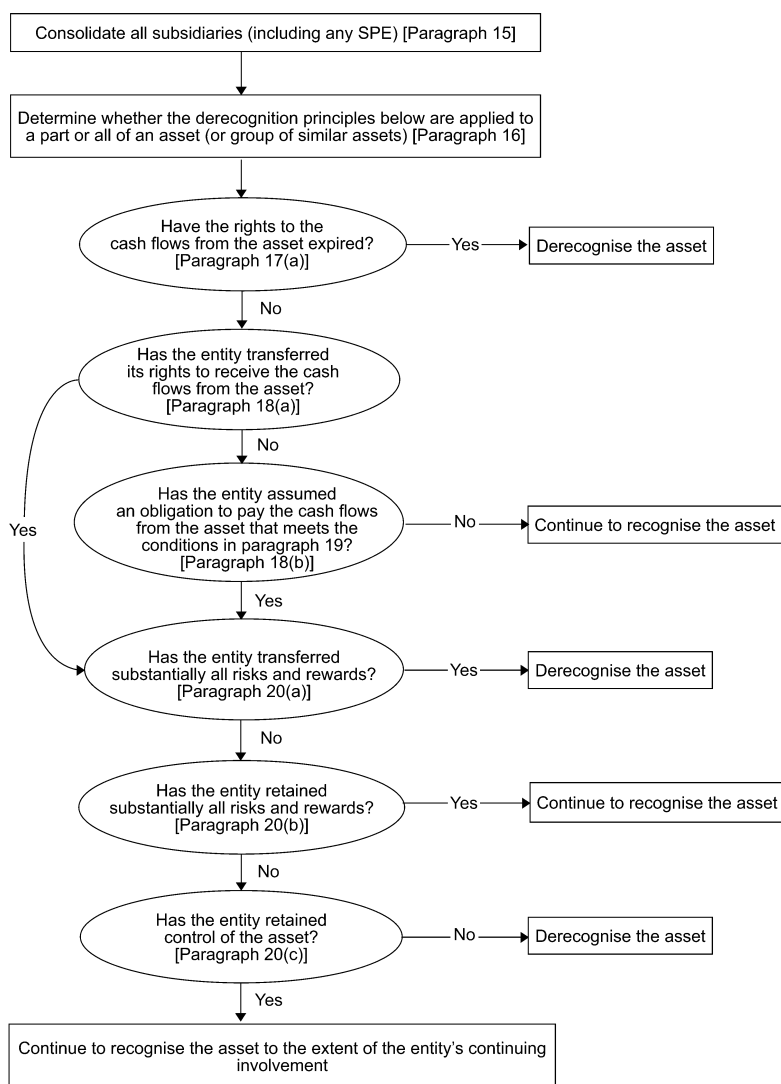 Consolidate all subsidiaries (including any SPE) [Paragraph 15]
Determine whether the derecognition principles below are applied to
a part or all of an asset (or group of similar assets) [Paragraph 16]
Have the rights to the
cash flows from the asset expired?
[Paragraph 17(a)]
Yes
Derecognise the asset
No
Has the entity transferred
its rights to receive the cash
flows from the asset?
[Paragraph 18(a)]
No
Yes
Has the entity assumed
an obligation to pay the cash flows
from the asset that meets the
conditions in paragraph 19?
[Paragraph 18(b)]
No
Continue to recognise the asset
Yes
Has the entity transferred
substantially all risks and rewards?
[Paragraph 20(a)]
Yes
Derecognise the asset
No
Has the entity retained
substantially all risks and rewards?
[Paragraph 20(b)]
Yes
Continue to recognise the asset
No
Has the entity retained
control of the asset?
[Paragraph 20(c)]
No
Derecognise the asset
Yes
Continue to recognise the asset to the extent of the entity's continuing
involvement